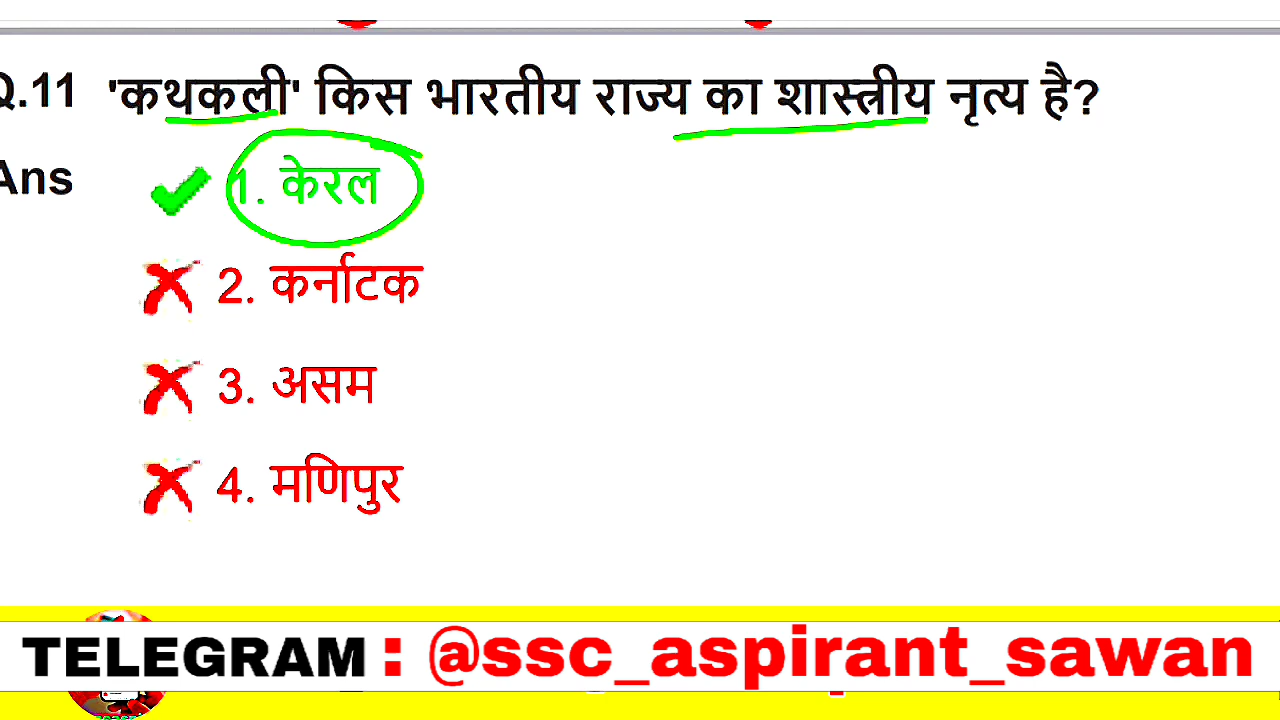 Q.11 'कथकली' किस भारतीय राज्य का शास्त्रीय नृत्य है?
Ans 1. केरल
2. कर्नाटक
3. असम
4. मणिपुर
TELEGRAM : @ssc_aspirant_sawan